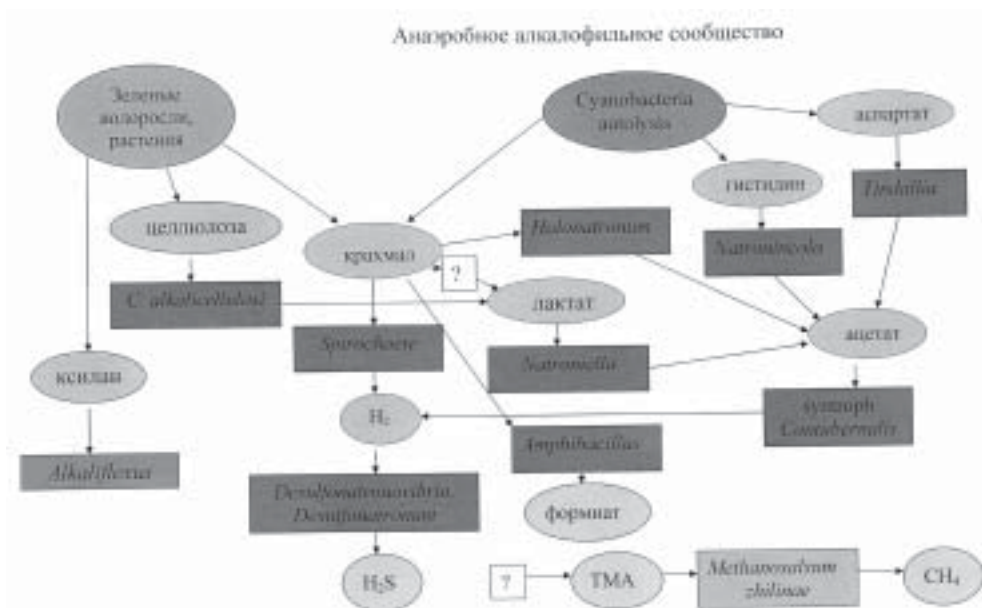 Анаэробное алкалофильное сообщество
Зеленые
водоросли,
растения
Cyanobacteria
autolysis
аспартат
гистидин
Tindallia
целлюлоза
крахмал
Halonatronum
Natronincola
?
C. alkalicellulosi
лактат
ацетат
Spirochaete
Natroniella
ксилан
H₂
syntroph
Contubernalis
Amphibacillus
Alkaliflexus
Desulfonatronovibrio,
Desulfonatronum
формиат
H₂S
?
TMA
Methanosalsum
zhilinae
CH₄